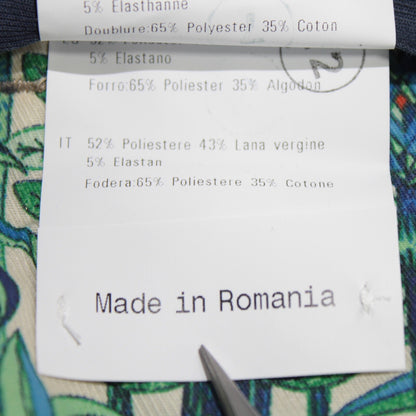 5% Elasthanne
Doublure:65% Polyester 35% Coton
5% Elastano
Forro:65% Poliester 35% Algodon
IT 52% Poliestere 43% Lana vergine
5% Elastan
Fodera:65% Poliestere 35% Cotone
Made in Romania